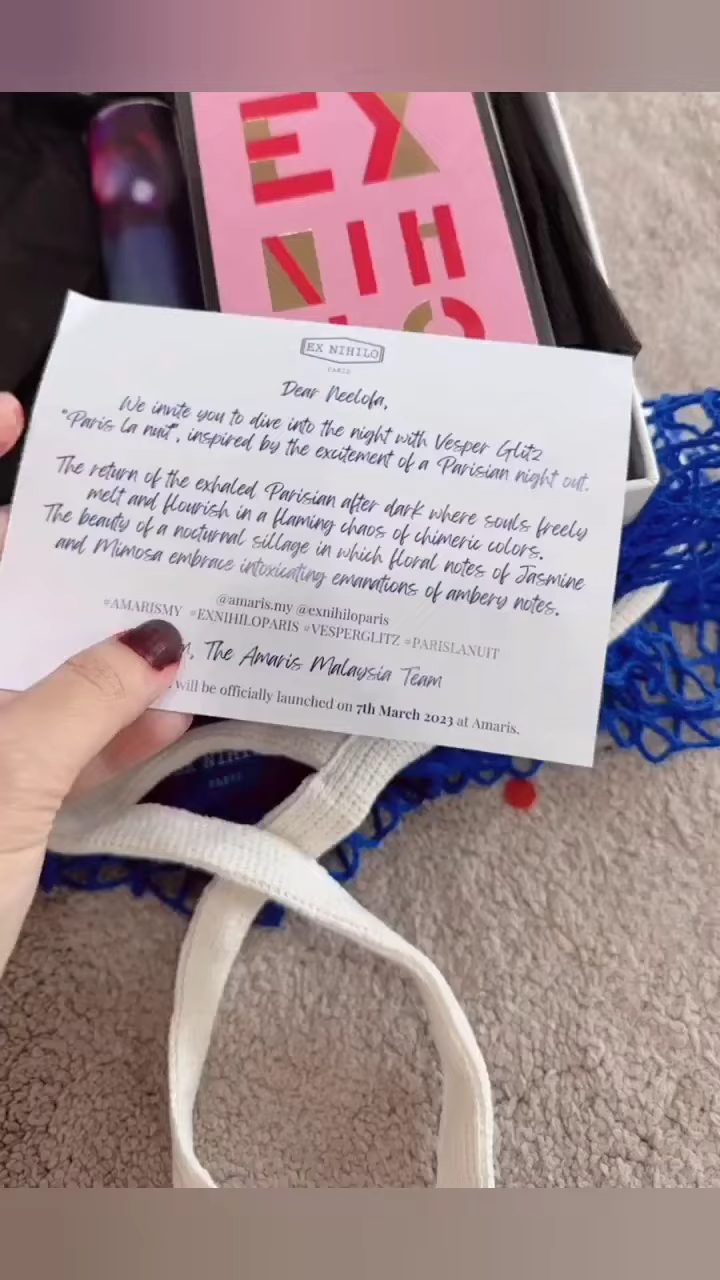 EX
NIH
LO
EX NIHILO
PARIS
Dear Neelofa,
We invite you to dive into the night with Vesper Glitz
"Paris la nuit", inspired by the excitement of a Parisian night out.
The return of the exhaled Parisian after dark where souls freely
melt and flourish in a flaming chaos of chimeric colors.
The beauty of a nocturnal sillage in which floral notes of Jasmine
and Mimosa embrace intoxicating emanations of ambery notes.
@amaris.my @exnihiloparis
#AMARISMY #EXNIHILOPARIS #VESPERGLITZ #PARISLANUIT
The Amaris Malaysia Team
will be officially launched on 7th March 2023 at Amaris.
EX NIHI
PARIS